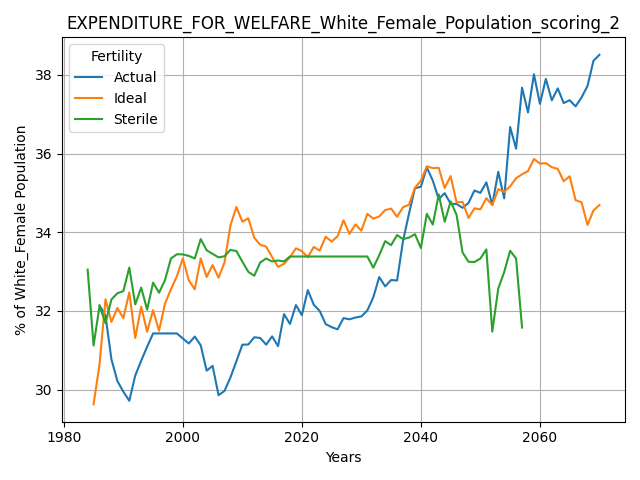 EXPENDITURE_FOR_WELFARE_White_Female_Population_scoring_2
Fertility
Actual
Ideal
Sterile
% of White_Female Population
38
36
34
32
30
1980
2000
2020
2040
2060
Years